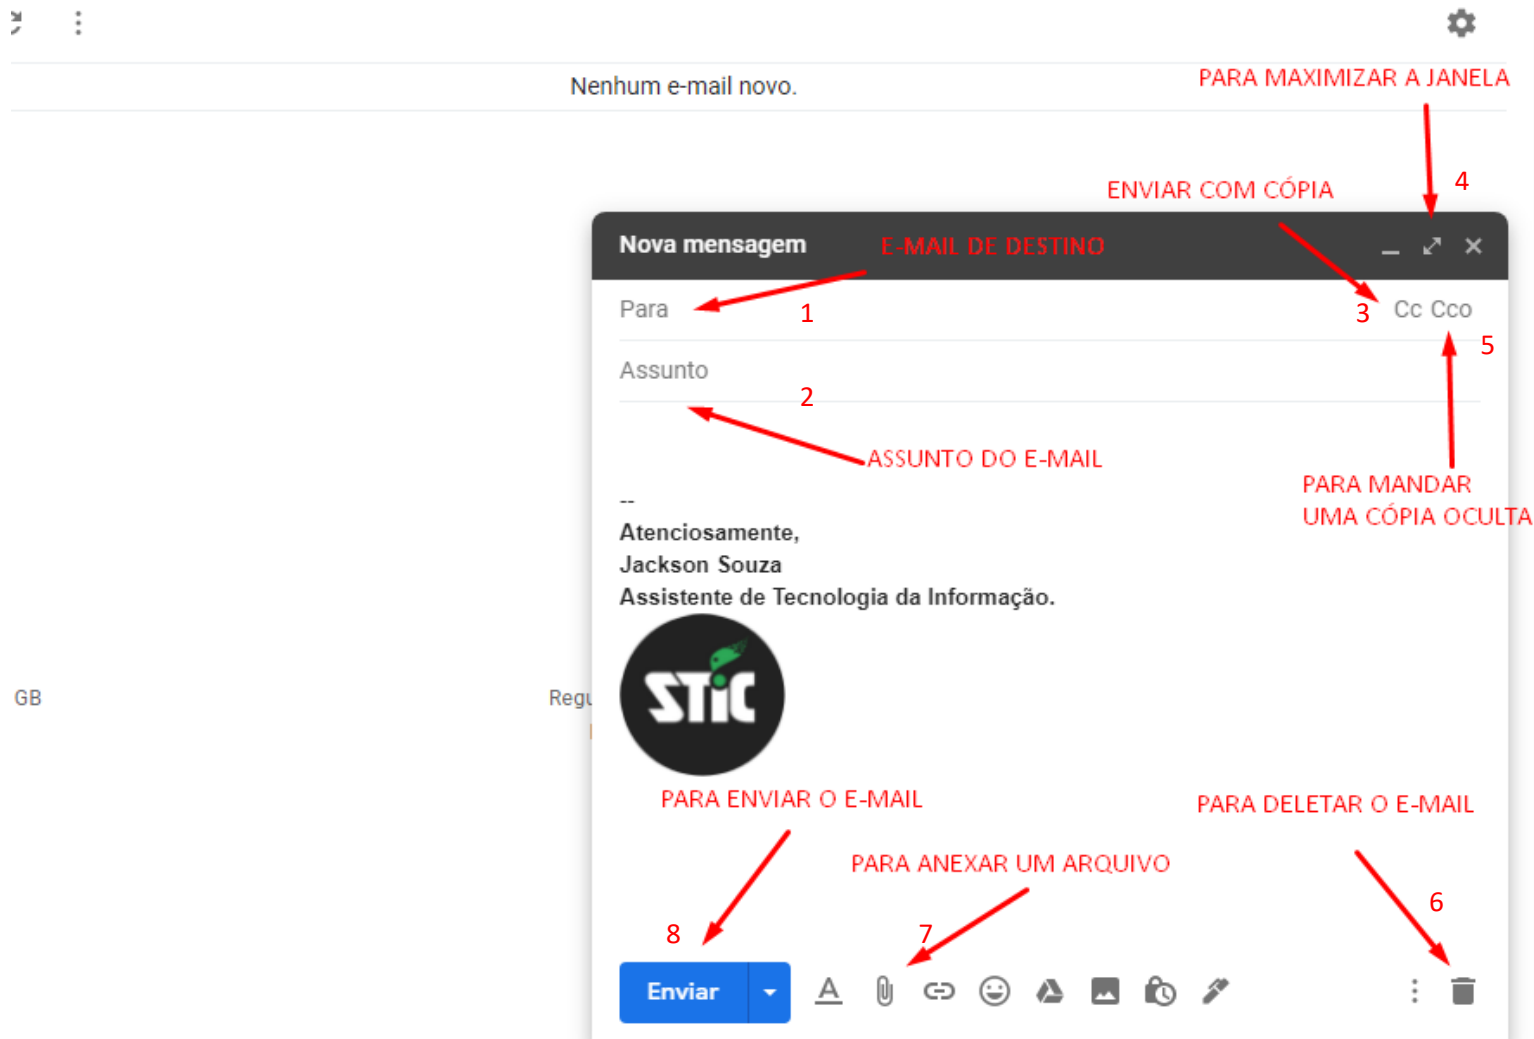 Nenhum e-mail novo.
PARA MAXIMIZAR A JANELA
4
ENVIAR COM CÓPIA
Nova mensagem
E-MAIL DE DESTINO
Para
1
3
Cc Cco
5
Assunto
2
ASSUNTO DO E-MAIL
PARA MANDAR
UMA CÓPIA OCULTA
--
Atenciosamente,
Jackson Souza
Assistente de Tecnologia da Informação.
STiC
GB
Regu
PARA ENVIAR O E-MAIL
PARA DELETAR O E-MAIL
PARA ANEXAR UM ARQUIVO
6
8
7
Enviar